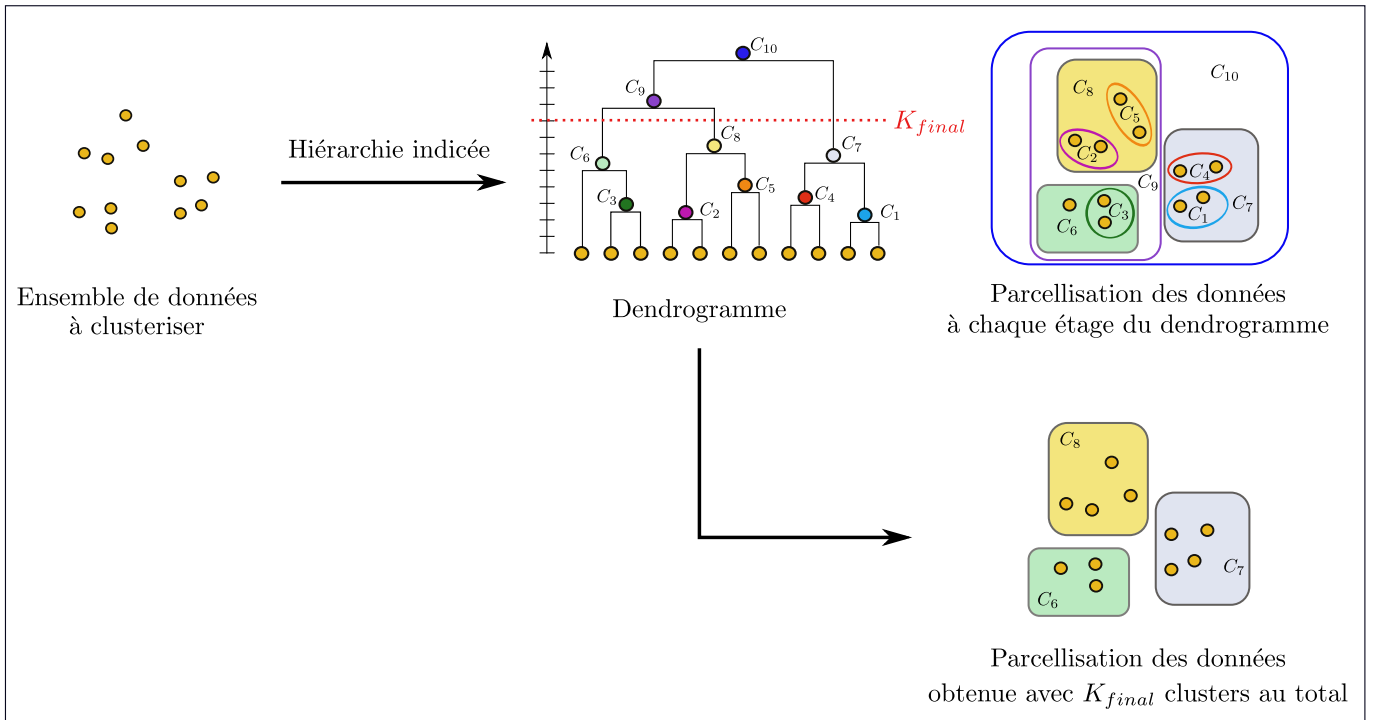 Hiérarchie indicée
Ensemble de données
à clusteriser
C10
C9
K_final
C8
C6
C7
C3
C5
C2
C4
C1
Dendrogramme
C10
C8
C5
C2
C9
C4
C3
C1
C7
C6
Parcellisation des données
à chaque étage du dendrogramme
C8
C7
C6
Parcellisation des données
obtenue avec K_final clusters au total